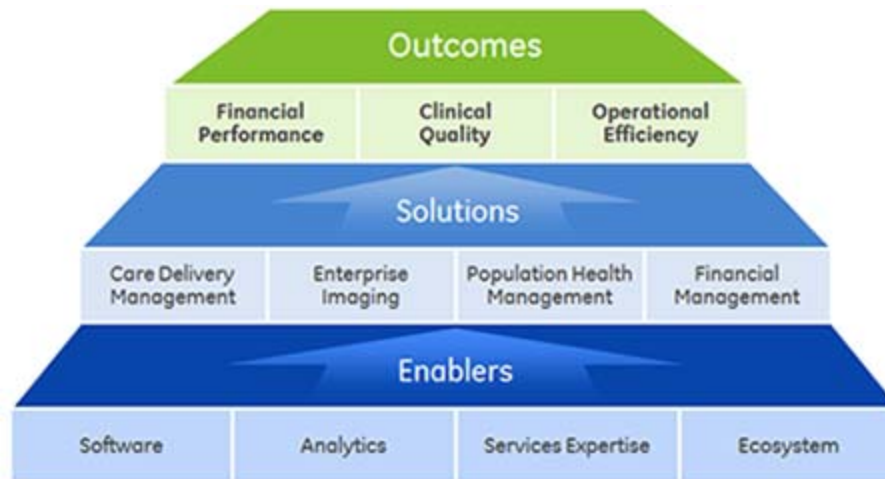 Outcomes
Financial Performance
Clinical Quality
Operational Efficiency
Solutions
Care Delivery Management
Enterprise Imaging
Population Health Management
Financial Management
Enablers
Software
Analytics
Services Expertise
Ecosystem